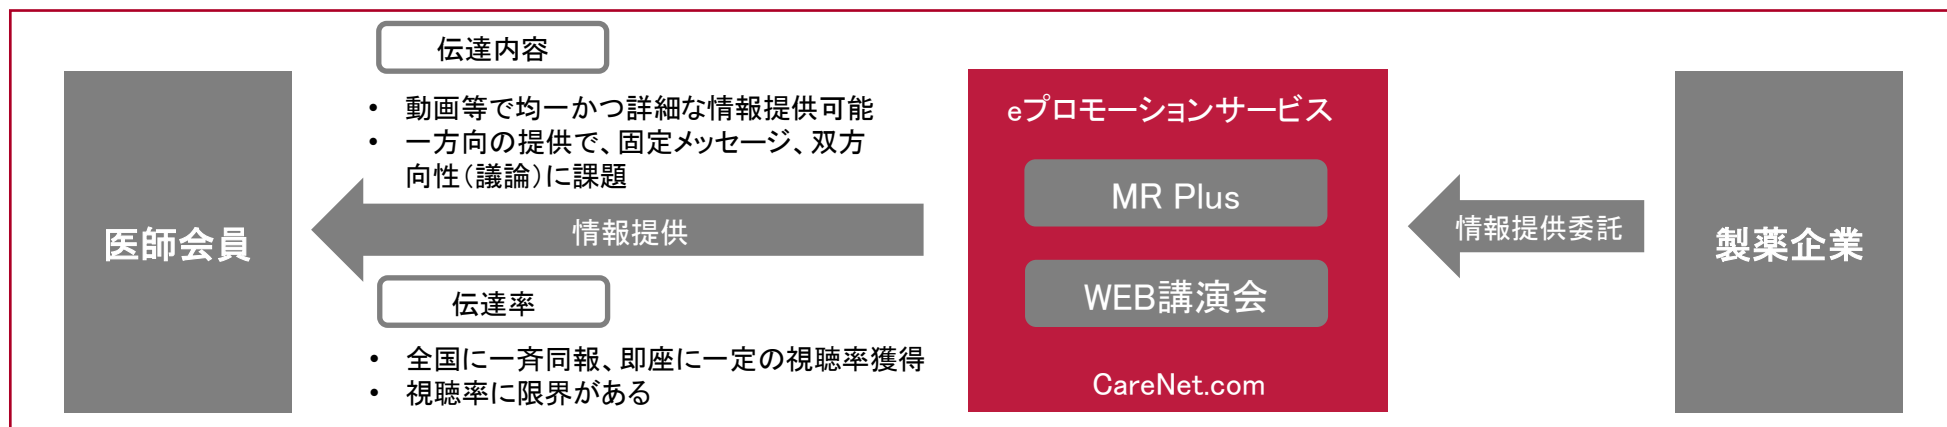 医師会員
伝達内容
• 動画等で均一かつ詳細な情報提供可能
• 一方向の提供で、固定メッセージ、双方
向性（議論）に課題
情報提供
伝達率
• 全国に一斉同報、即座に一定の視聴率獲得
• 視聴率に限界がある
eプロモーションサービス
MR Plus
WEB講演会
CareNet.com
情報提供委託
製薬企業